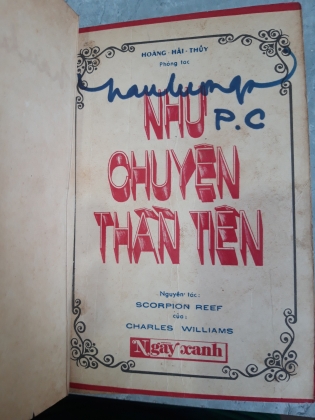 HOÀNG - HẢI - THỦY
Phóng tác
P.C
NHƯ
CHUYỆN
THẦN TIÊN
Nguyên tác:
SCORPION REEF
của:
CHARLES WILLIAMS
Ngày xanh